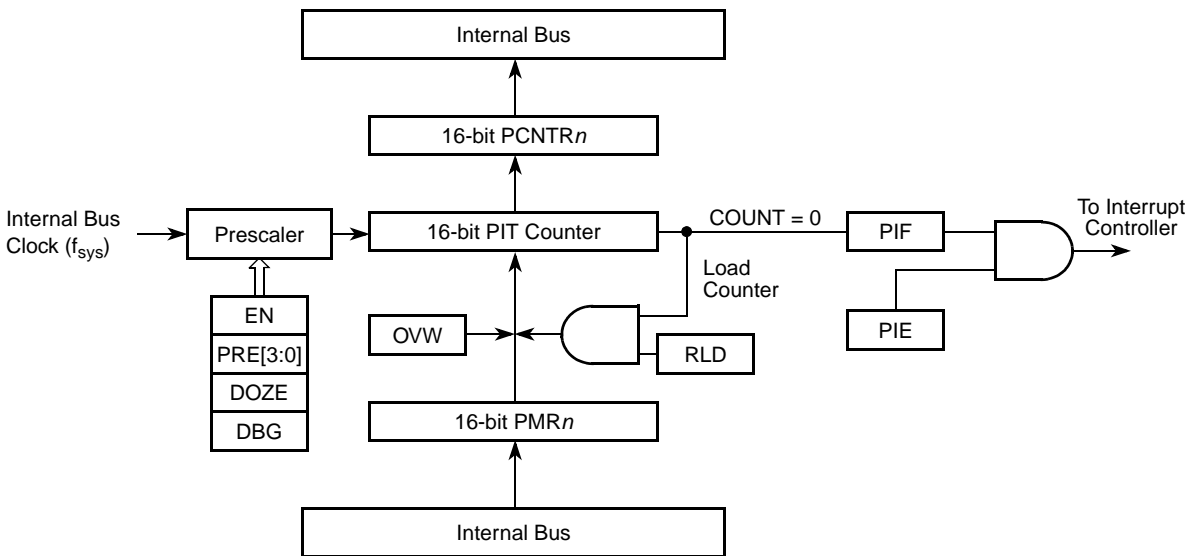 Internal Bus
16-bit PCNTRn
Internal Bus
Clock (fsys)
Prescaler
16-bit PIT Counter
COUNT = 0
PIF
To Interrupt
Controller
Load
Counter
EN
PRE[3:0]
DOZE
DBG
OVW
RLD
PIE
16-bit PMRn
Internal Bus